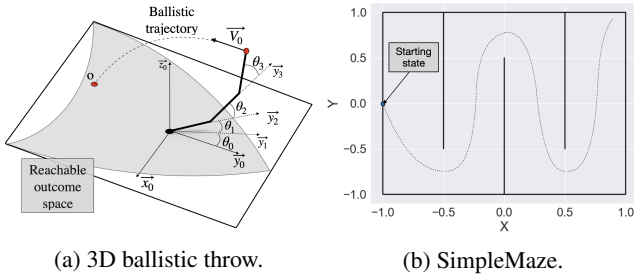 Ballistic
trajectory
V₀
θ₃
y₃
o
z₀
θ₂
y₂
θ₁
y₁
θ₀
y₀
x₀
Reachable
outcome
space
(a) 3D ballistic throw.
1.0
0.5
0.0
−0.5
−1.0
Y
Starting
state
−1.0 −0.5 0.0 0.5 1.0
X
(b) SimpleMaze.